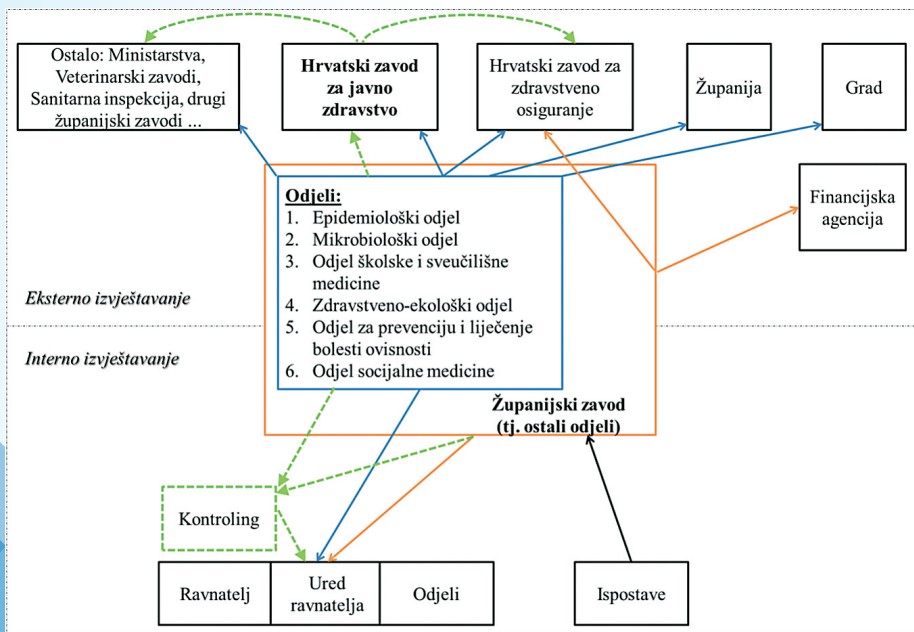 Ostalo: Ministarstva,
Veterinarski zavodi,
Sanitarna inspekcija, drugi
županijski zavodi ...
Hrvatski zavod
za javno
zdravstvo
Hrvatski zavod za
zdravstveno
osiguranje
Županija
Grad
Financijska
agencija
Odjeli:
1. Epidemiološki odjel
2. Mikrobiološki odjel
3. Odjel školske i sveučilišne
medicine
4. Zdravstveno-ekološki odjel
5. Odjel za prevenciju i liječenje
bolesti ovisnosti
6. Odjel socijalne medicine
Eksterno izvještavanje
Interno izvještavanje
Županijski zavod
(tj. ostali odjeli)
Kontroling
Ravnatelj
Ured
ravnatelja
Odjeli
Ispostave